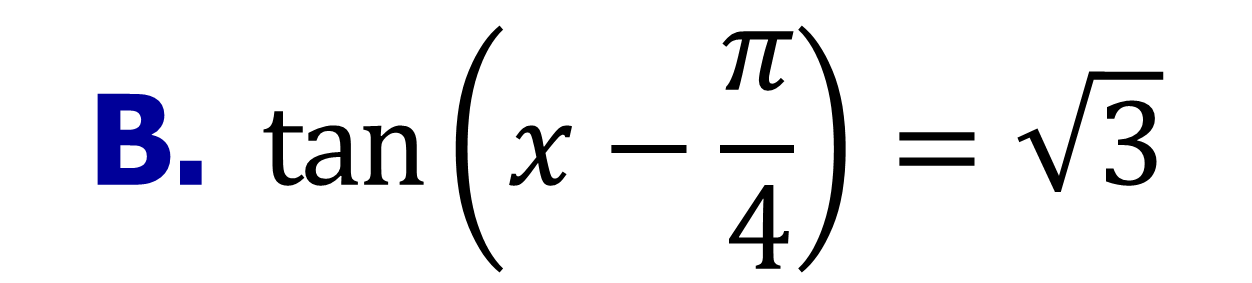 B. tan(x − π/4) = √3